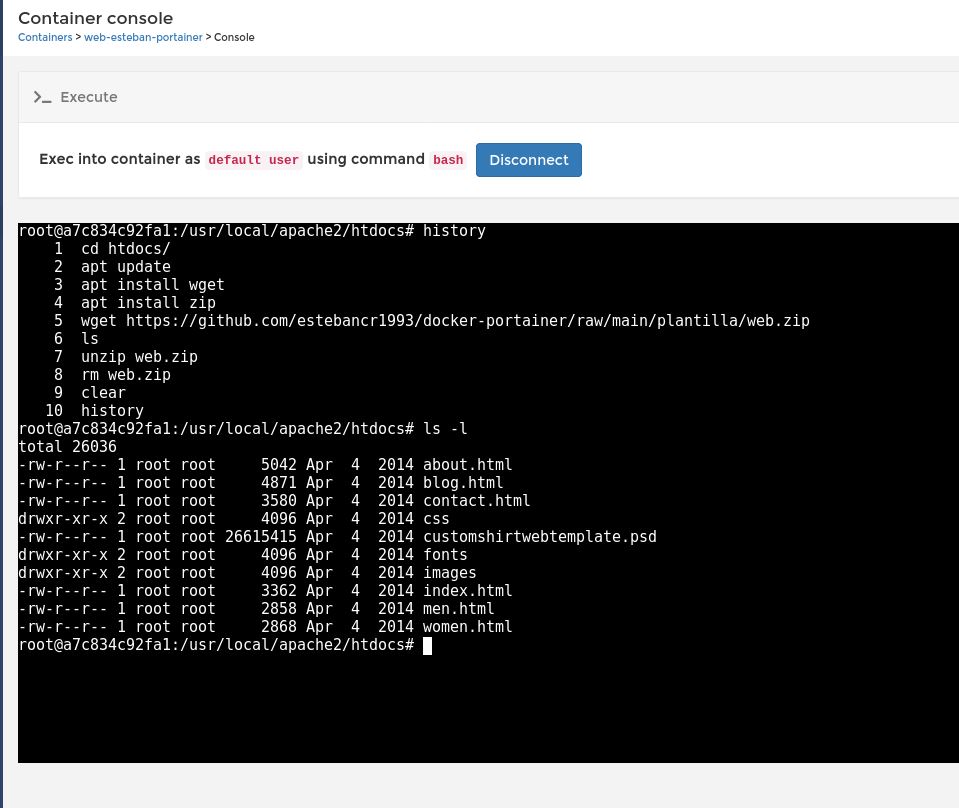 Container console
Containers > web-esteban-portainer > Console
>_ Execute
Exec into container as default user using command bash Disconnect
root@a7c834c92fa1:/usr/local/apache2/htdocs# history
    1  cd htdocs/
    2  apt update
    3  apt install wget
    4  apt install zip
    5  wget https://github.com/estebancr1993/docker-portainer/raw/main/plantilla/web.zip
    6  ls
    7  unzip web.zip
    8  rm web.zip
    9  clear
   10  history
root@a7c834c92fa1:/usr/local/apache2/htdocs# ls -l
total 26036
-rw-r--r-- 1 root root     5042 Apr  4  2014 about.html
-rw-r--r-- 1 root root     4871 Apr  4  2014 blog.html
-rw-r--r-- 1 root root     3580 Apr  4  2014 contact.html
drwxr-xr-x 2 root root     4096 Apr  4  2014 css
-rw-r--r-- 1 root root 26615415 Apr  4  2014 customshirtwebtemplate.psd
drwxr-xr-x 2 root root     4096 Apr  4  2014 fonts
drwxr-xr-x 2 root root     4096 Apr  4  2014 images
-rw-r--r-- 1 root root     3362 Apr  4  2014 index.html
-rw-r--r-- 1 root root     2858 Apr  4  2014 men.html
-rw-r--r-- 1 root root     2868 Apr  4  2014 women.html
root@a7c834c92fa1:/usr/local/apache2/htdocs#